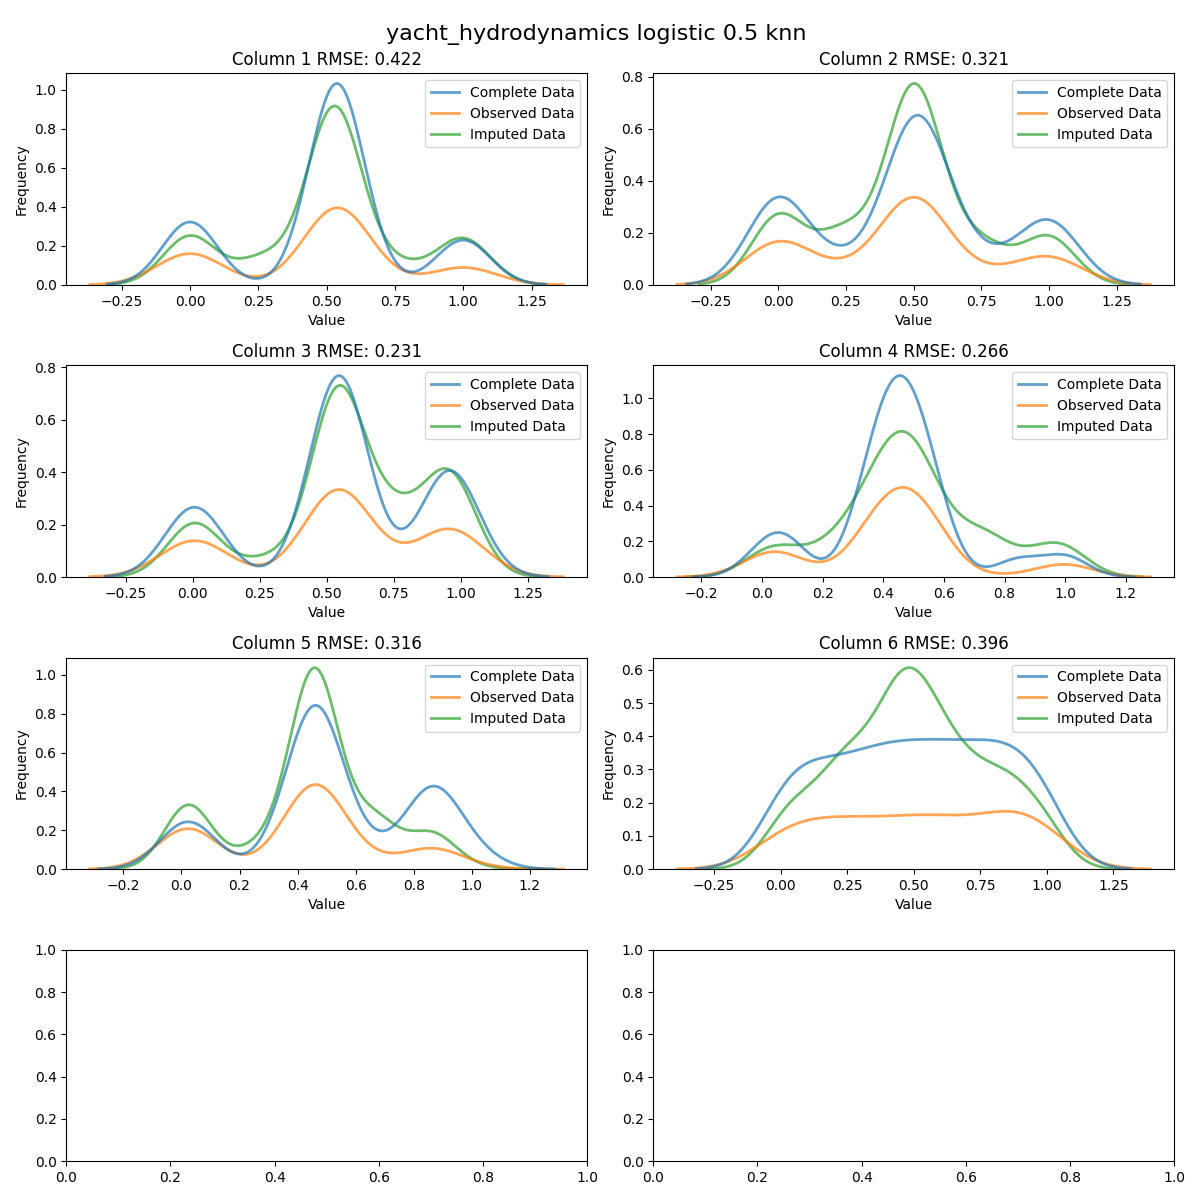 yacht_hydrodynamics logistic 0.5 knn
Column 1 RMSE: 0.422
Frequency
1.0
0.8
0.6
0.4
0.2
0.0
Complete Data
Observed Data
Imputed Data
−0.25 0.00 0.25 0.50 0.75 1.00 1.25
Value
Column 2 RMSE: 0.321
Frequency
0.8
0.6
0.4
0.2
0.0
Complete Data
Observed Data
Imputed Data
−0.25 0.00 0.25 0.50 0.75 1.00 1.25
Value
Column 3 RMSE: 0.231
Frequency
0.8
0.6
0.4
0.2
0.0
Complete Data
Observed Data
Imputed Data
−0.25 0.00 0.25 0.50 0.75 1.00 1.25
Value
Column 4 RMSE: 0.266
Frequency
1.0
0.8
0.6
0.4
0.2
0.0
Complete Data
Observed Data
Imputed Data
−0.2 0.0 0.2 0.4 0.6 0.8 1.0 1.2
Value
Column 5 RMSE: 0.316
Frequency
1.0
0.8
0.6
0.4
0.2
0.0
Complete Data
Observed Data
Imputed Data
−0.2 0.0 0.2 0.4 0.6 0.8 1.0 1.2
Value
Column 6 RMSE: 0.396
Frequency
0.6
0.5
0.4
0.3
0.2
0.1
0.0
Complete Data
Observed Data
Imputed Data
−0.25 0.00 0.25 0.50 0.75 1.00 1.25
Value
1.0
0.8
0.6
0.4
0.2
0.0
0.0 0.2 0.4 0.6 0.8 1.0
1.0
0.8
0.6
0.4
0.2
0.0
0.0 0.2 0.4 0.6 0.8 1.0